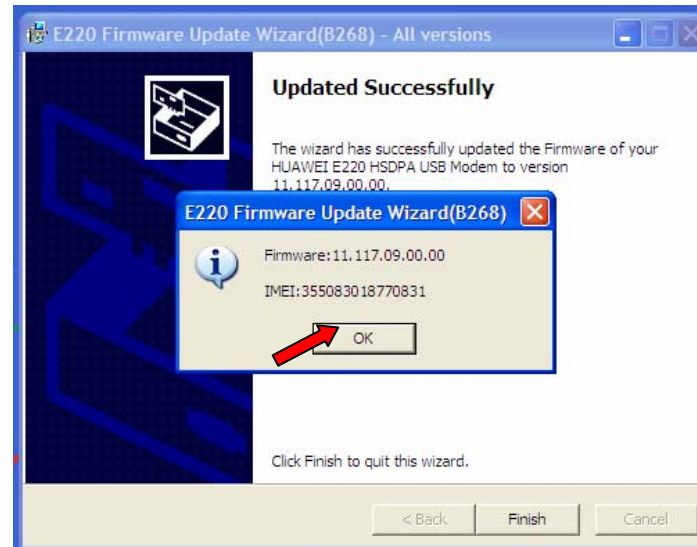 E220 Firmware Update Wizard(B268) - All versions
Updated Successfully
The wizard has successfully updated the Firmware of your
HUAWEI E220 HSDPA USB Modem to version
11.117.09.00.00.
E220 Firmware Update Wizard(B268)
Firmware:11.117.09.00.00
IMEI:355083018770831
OK
Click Finish to quit this wizard.
< Back
Finish
Cancel